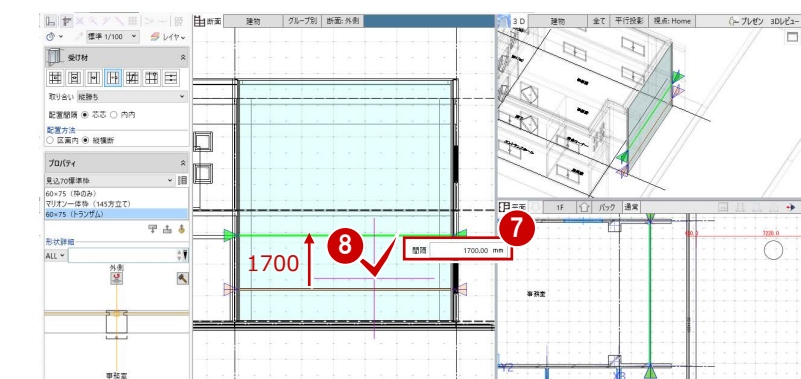 断面 建物 グループ別 断面: 外側
3 D 建物 全て 平行投影 視点: Home プレゼン 3Dレビュー
標準 1/100 レイヤ
受け材
取り合い 縦勝ち
配置間隔 芯芯 内内
配置方法
区画内 縦横断
プロパティ
見込70標準枠
60×75 (枠のみ)
マリオン一体枠 (145方立て)
60×75 (トランザム)
形状詳細
ALL
外側
事務室
1700
8
間隔 1700.00 mm
7
平面 1F バック 通常
7220.0
事務室
Y2
X8